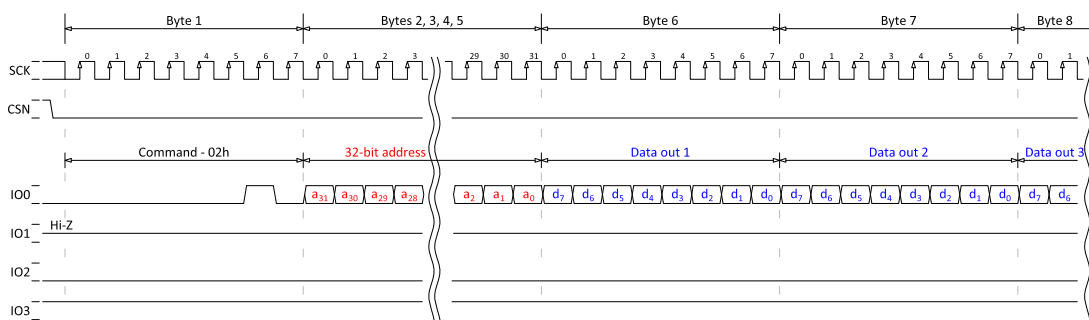 Byte 1 Bytes 2, 3, 4, 5 Byte 6 Byte 7 Byte 8
0 1 2 3 4 5 6 7 0 1 2 3 29 30 31 0 1 2 3 4 5 6 7 0 1 2 3 4 5 6 7 0 1
SCK
CSN
Command - 02h 32-bit address Data out 1 Data out 2 Data out 3
IO0 a31 a30 a29 a28 a2 a1 a0 d7 d6 d5 d4 d3 d2 d1 d0 d7 d6 d5 d4 d3 d2 d1 d0 d7 d6
Hi-Z
IO1
IO2
IO3